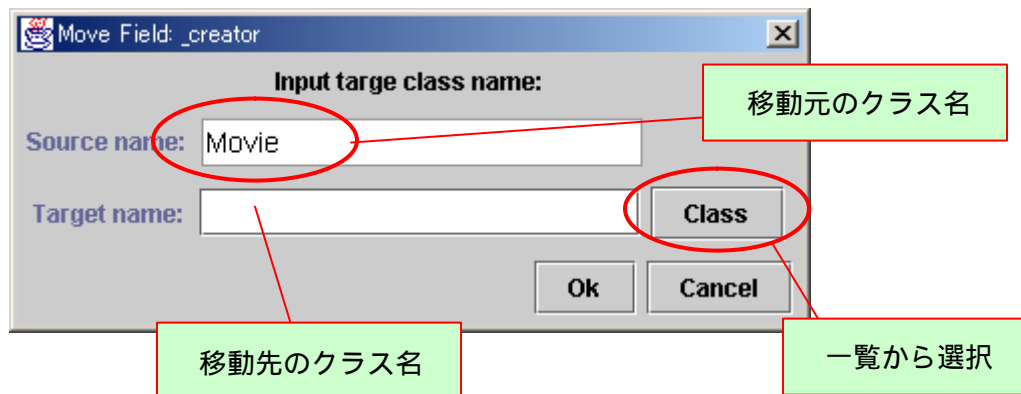 Move Field: _creator
Input targe class name:
移動元のクラス名
Source name: Movie
Target name: Class
Ok Cancel
移動先のクラス名
一覧から選択